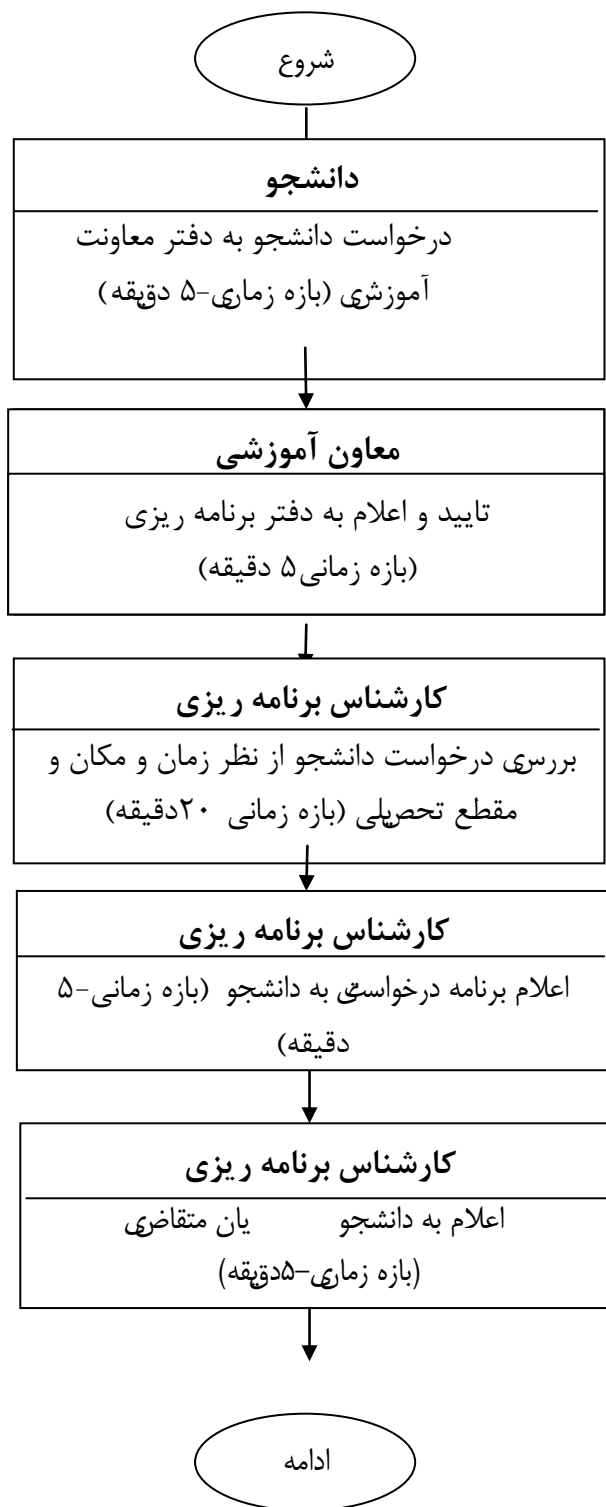 شروع
دانشجو
درخواست دانشجو به دفتر معاونت
آموزشی (بازه زماری-۵ دقیقه)
معاون آموزشی
تایید و اعلام به دفتر برنامه ریزی
(بازه زمانی۵ دقیقه)
کارشناس برنامه ریزی
بررسی درخواست دانشجو از نظر زمان و مکان و
مقطع تحصیلی (بازه زمانی ۲۰دقیقه)
کارشناس برنامه ریزی
اعلام برنامه درخواستی به دانشجو (بازه زمانی-۵
دقیقه)
کارشناس برنامه ریزی
اعلام به دانشجو یان متقاضی
(بازه زماری-۵دقیقه)
ادامه